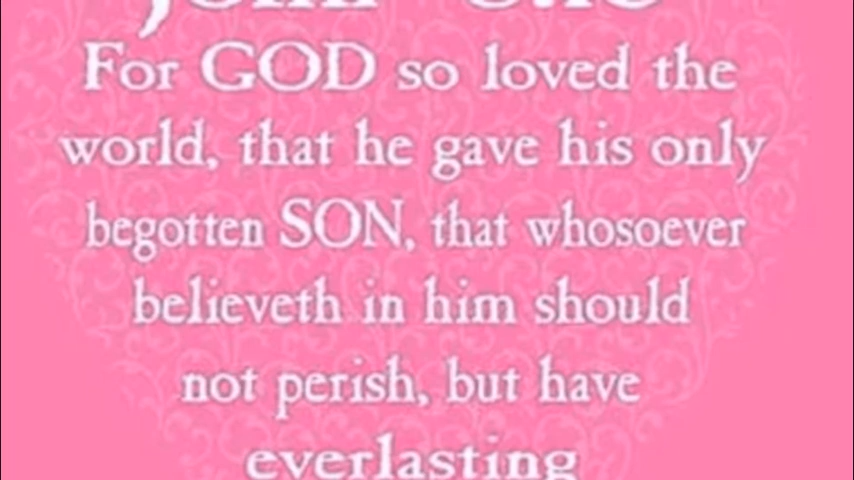 For GOD so loved the
world, that he gave his only
begotten SON, that whosoever
believeth in him should
not perish, but have
everlasting